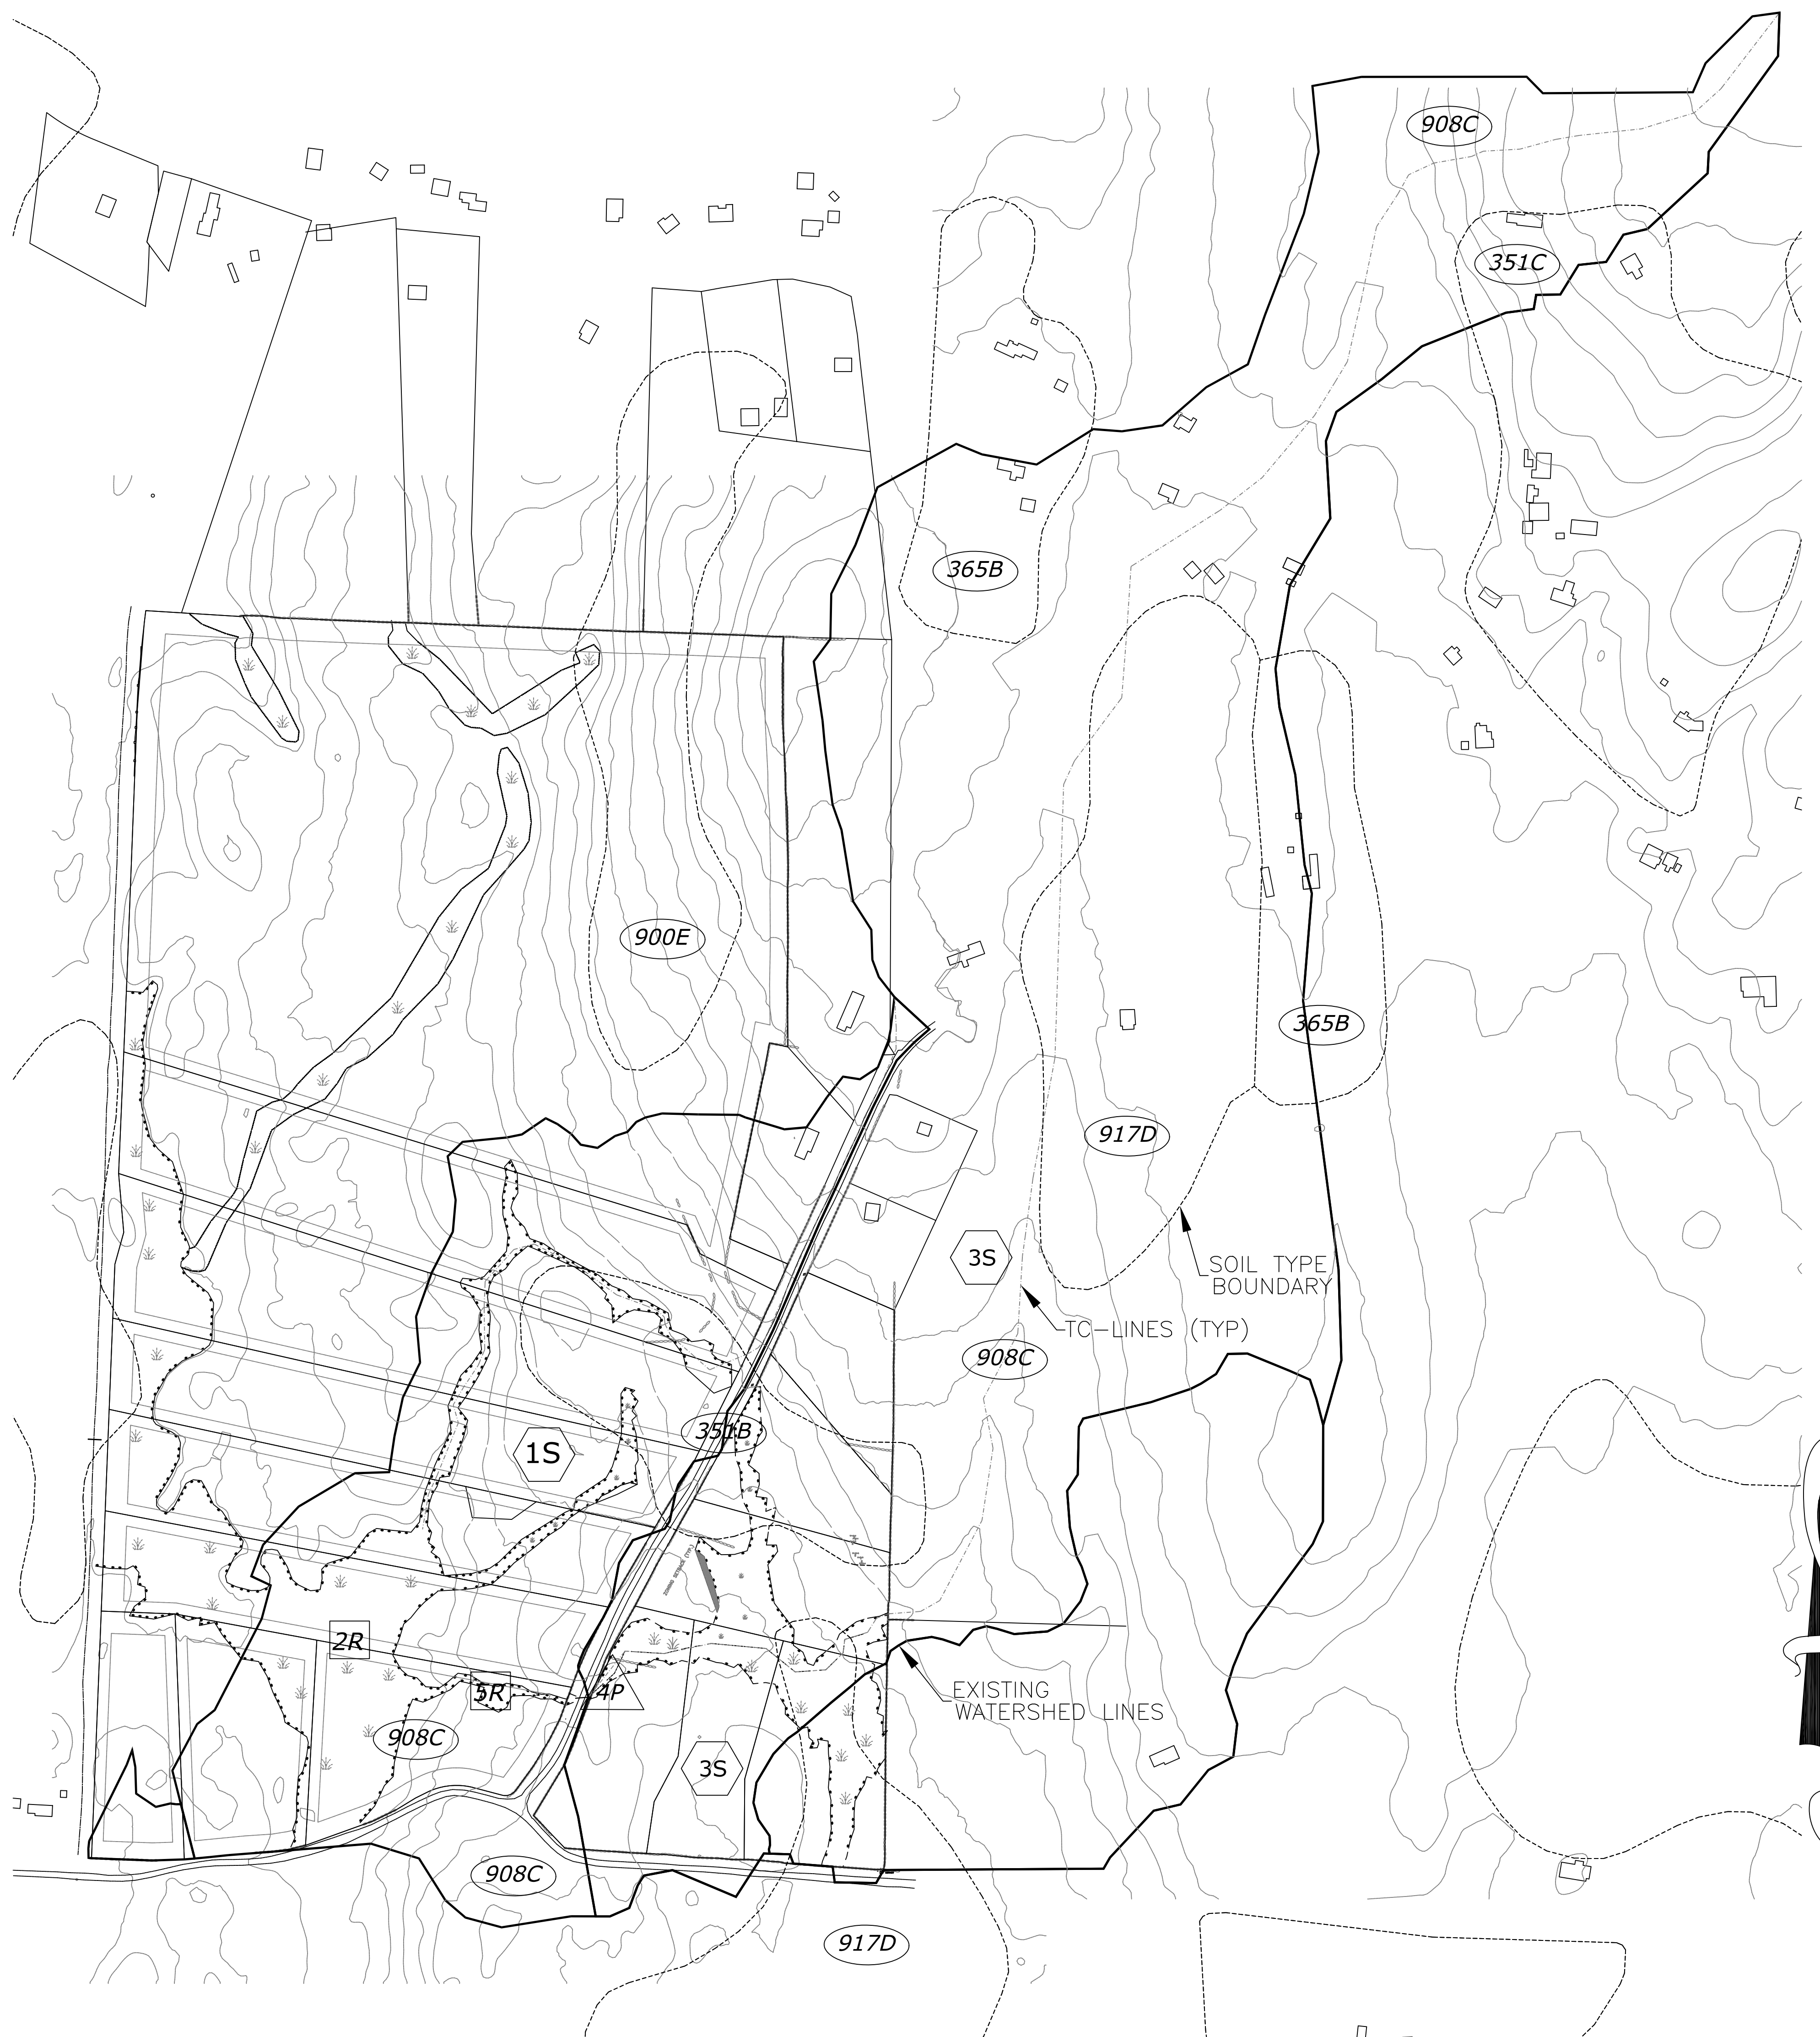 908C
351C
365B
900E
365B
917D
3S
SOIL TYPE
BOUNDARY
TC-LINES (TYP)
908C
351B
1S
2R
EXISTING
WATERSHED LINES
5R
4P
908C
3S
908C
917D